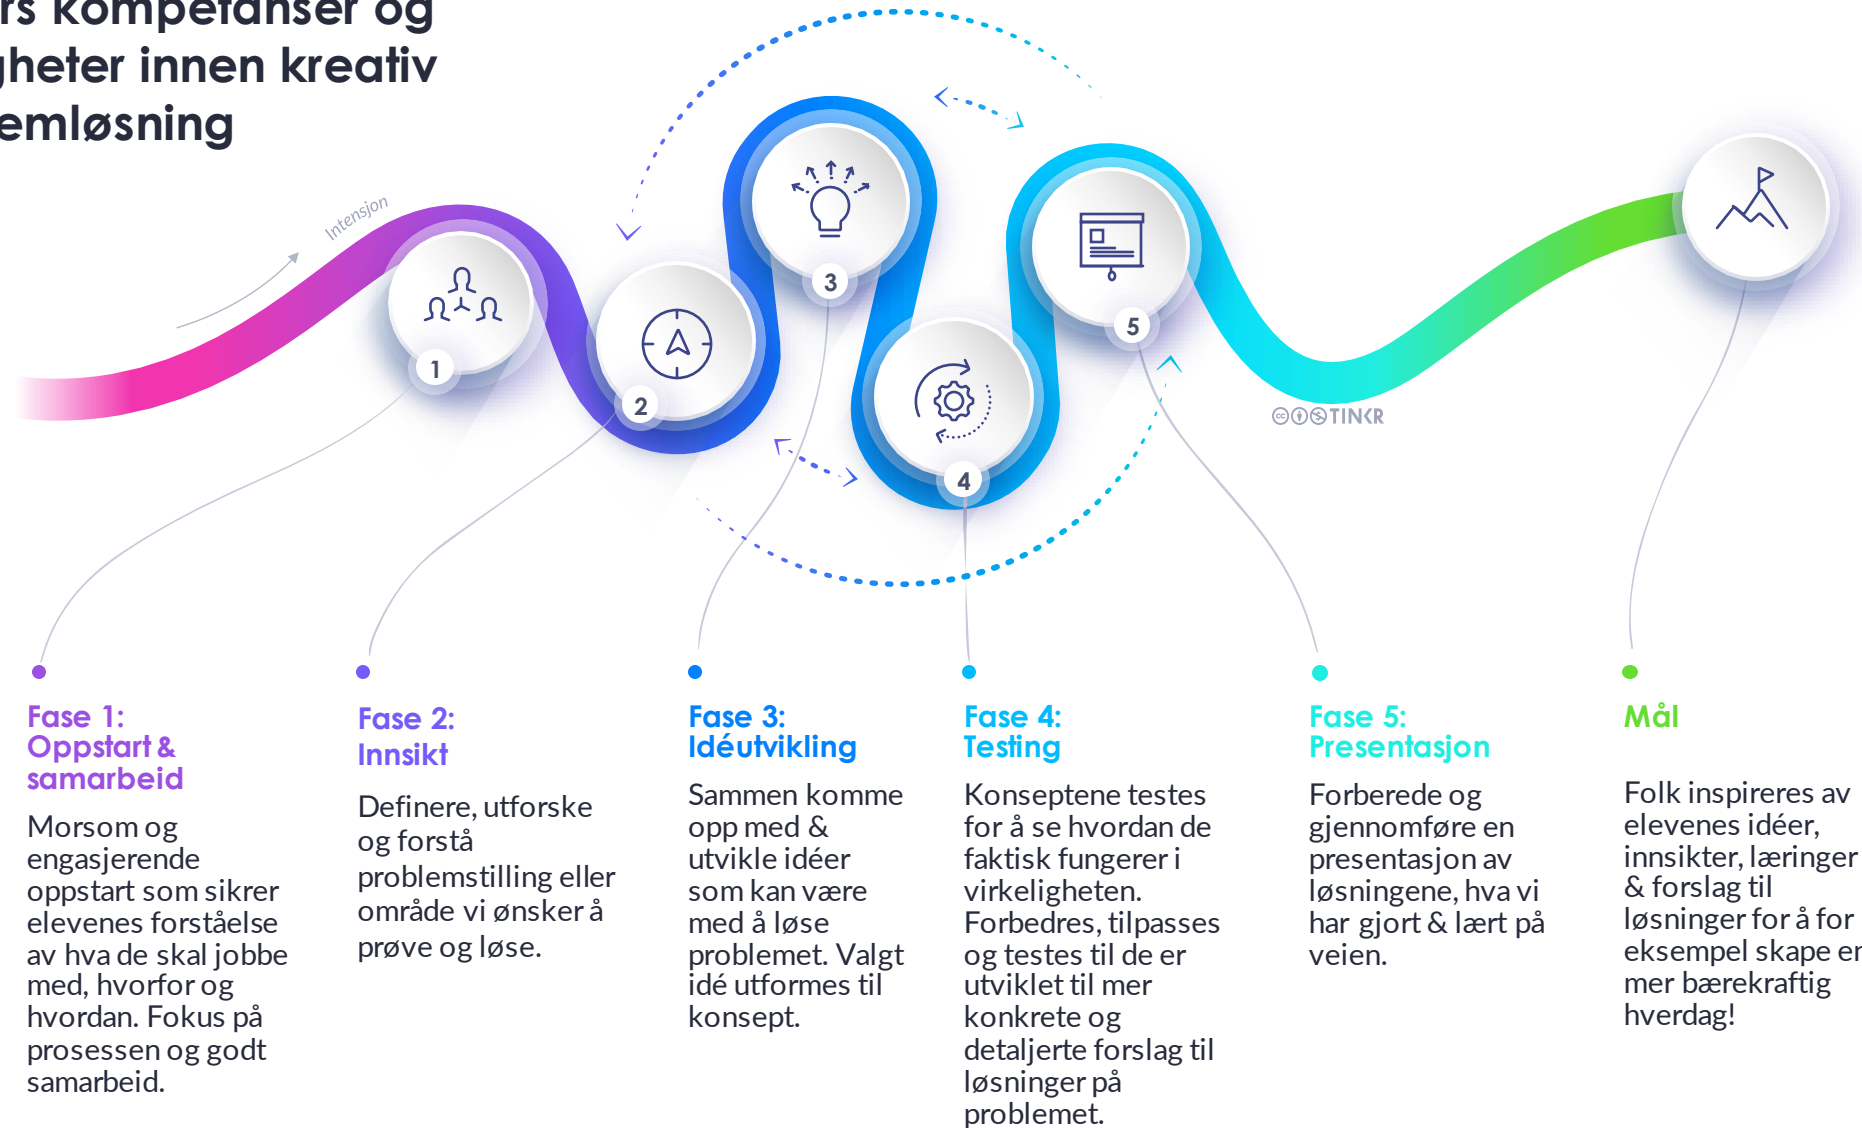 rs kompetanser og
gheter innen kreativ
emløsning
Intensjon
1
2
3
4
5
TINKR
Fase 1:
Oppstart &
samarbeid
Morsom og
engasjerende
oppstart som sikrer
elevenes forståelse
av hva de skal jobbe
med, hvorfor og
hvordan. Fokus på
prosessen og godt
samarbeid.
Fase 2:
Innsikt
Definere, utforske
og forstå
problemstilling eller
område vi ønsker å
prøve og løse.
Fase 3:
Idéutvikling
Sammen komme
opp med &
utvikle idéer
som kan være
med å løse
problemet. Valgt
idé utformes til
konsept.
Fase 4:
Testing
Konseptene testes
for å se hvordan de
faktisk fungerer i
virkeligheten.
Forbedres, tilpasses
og testes til de er
utviklet til mer
konkrete og
detaljerte forslag til
løsninger på
problemet.
Fase 5:
Presentasjon
Forberede og
gjennomføre en
presentasjon av
løsningene, hva vi
har gjort & lært på
veien.
Mål
Folk inspireres av
elevenes idéer,
innsikter, læringer
& forslag til
løsninger for å for
eksempel skape en
mer bærekraftig
hverdag!